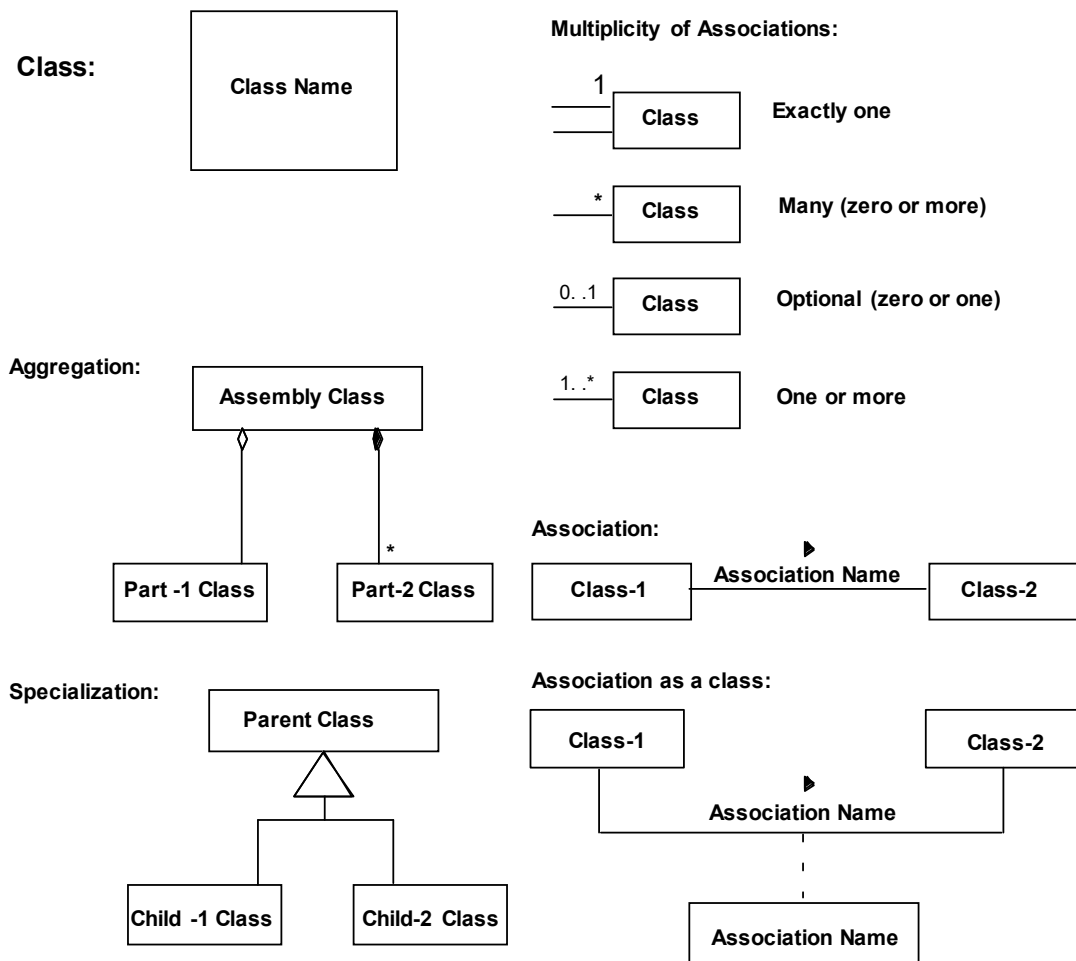 Class:
Class Name
Multiplicity of Associations:
1
Class
Exactly one
*
Class
Many (zero or more)
0. .1
Class
Optional (zero or one)
1. .*
Class
One or more
Aggregation:
Assembly Class
*
Part -1 Class
Part-2 Class
Association:
Class-1
Association Name
Class-2
Specialization:
Parent Class
Child -1 Class
Child-2 Class
Association as a class:
Class-1
Class-2
Association Name
Association Name